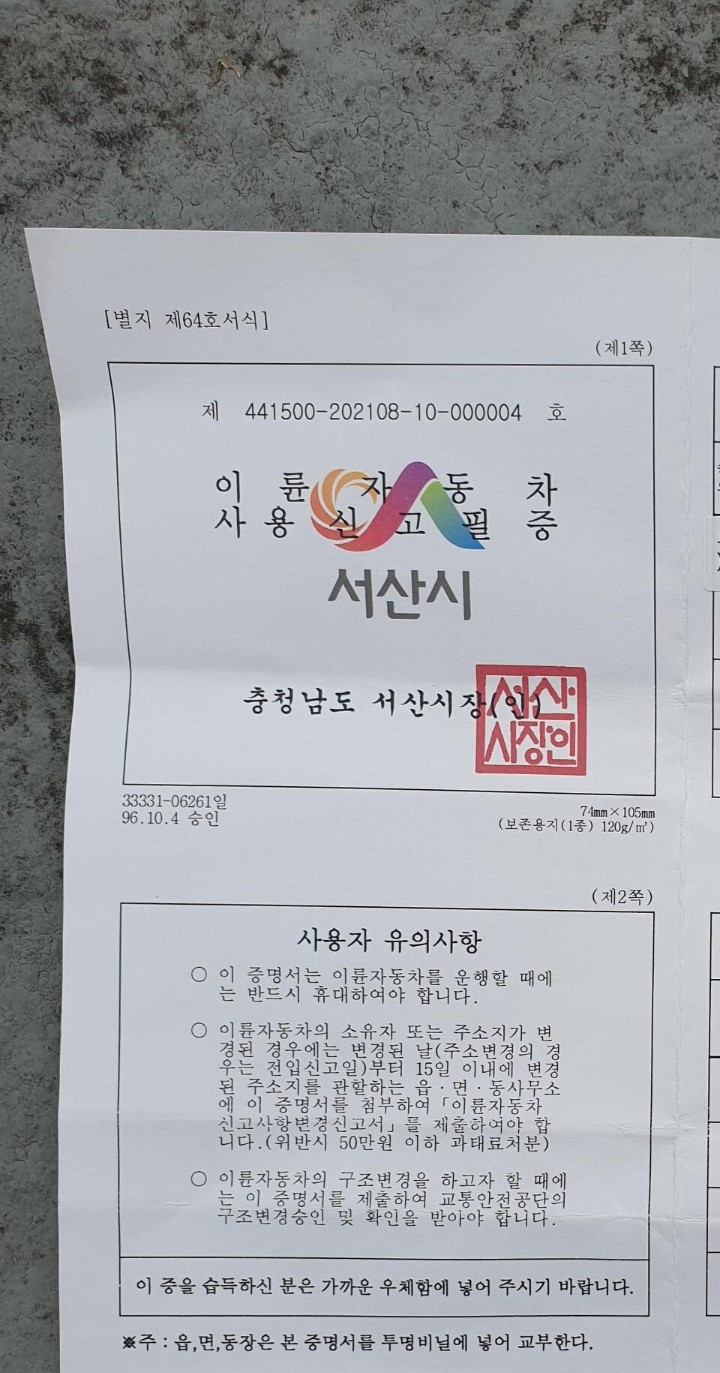 [별지 제64호서식]
(제1쪽)
제 441500-202108-10-000004 호
이 륜 자 동 차
사 용 신 고 필 증
서산시
충청남도 서산시장(인)
서산
시장인
33331-06261일
96.10.4 승인
74mm×105mm
(보존용지(1종) 120g/㎡)
(제2쪽)
사용자 유의사항
○ 이 증명서는 이륜자동차를 운행할 때에
는 반드시 휴대하여야 합니다.
○ 이륜자동차의 소유자 또는 주소지가 변
경된 경우에는 변경된 날(주소변경의 경
우는 전입신고일)부터 15일 이내에 변경
된 주소지를 관할하는 읍·면·동사무소
에 이 증명서를 첨부하여「이륜자동차
신고사항변경신고서」를 제출하여야 합
니다.(위반시 50만원 이하 과태료처분)
○ 이륜자동차의 구조변경을 하고자 할 때에
는 이 증명서를 제출하여 교통안전공단의
구조변경승인 및 확인을 받아야 합니다.
이 증을 습득하신 분은 가까운 우체함에 넣어 주시기 바랍니다.
※주 : 읍,면,동장은 본 증명서를 투명비닐에 넣어 교부한다.